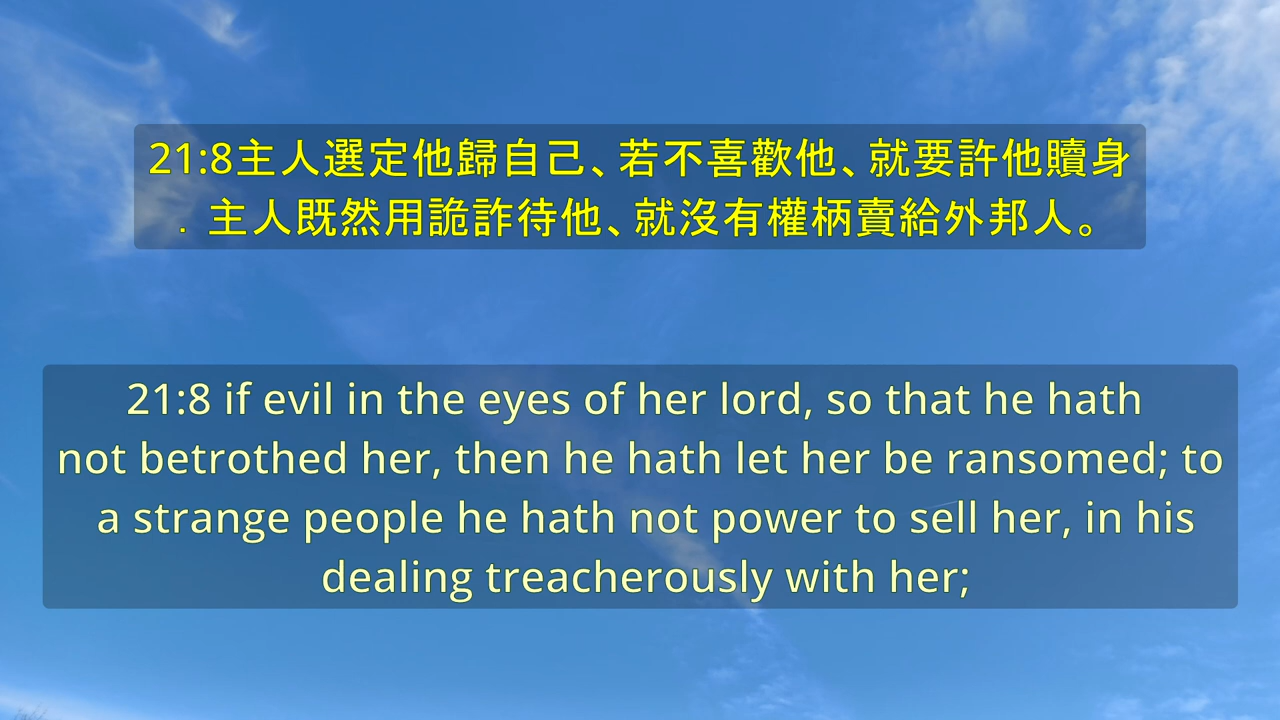 21:8主人選定他歸自己、若不喜歡他、就要許他贖身
．主人既然用詭詐待他、就沒有權柄賣給外邦人。
21:8 if evil in the eyes of her lord, so that he hath
not betrothed her, then he hath let her be ransomed; to
a strange people he hath not power to sell her, in his
dealing treacherously with her;